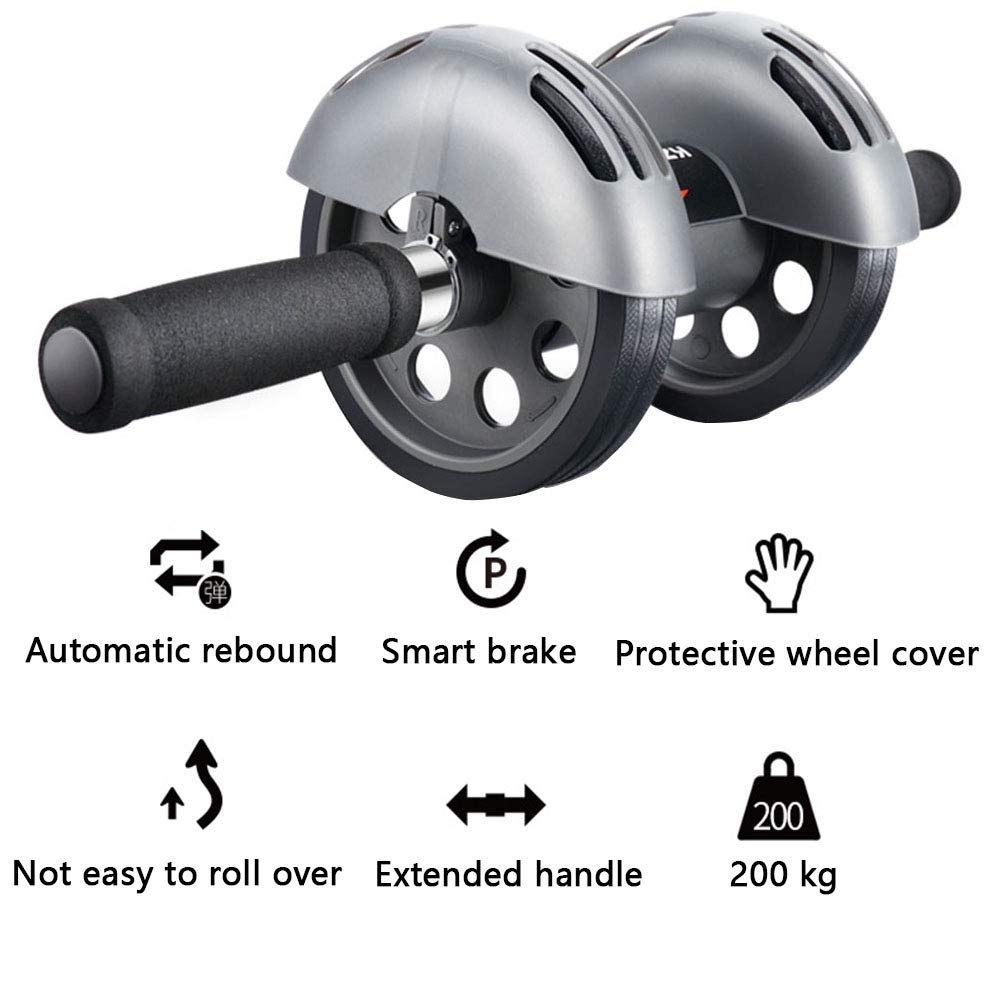 R
弹
P
Automatic rebound
Smart brake
Protective wheel cover
200
Not easy to roll over
Extended handle
200 kg